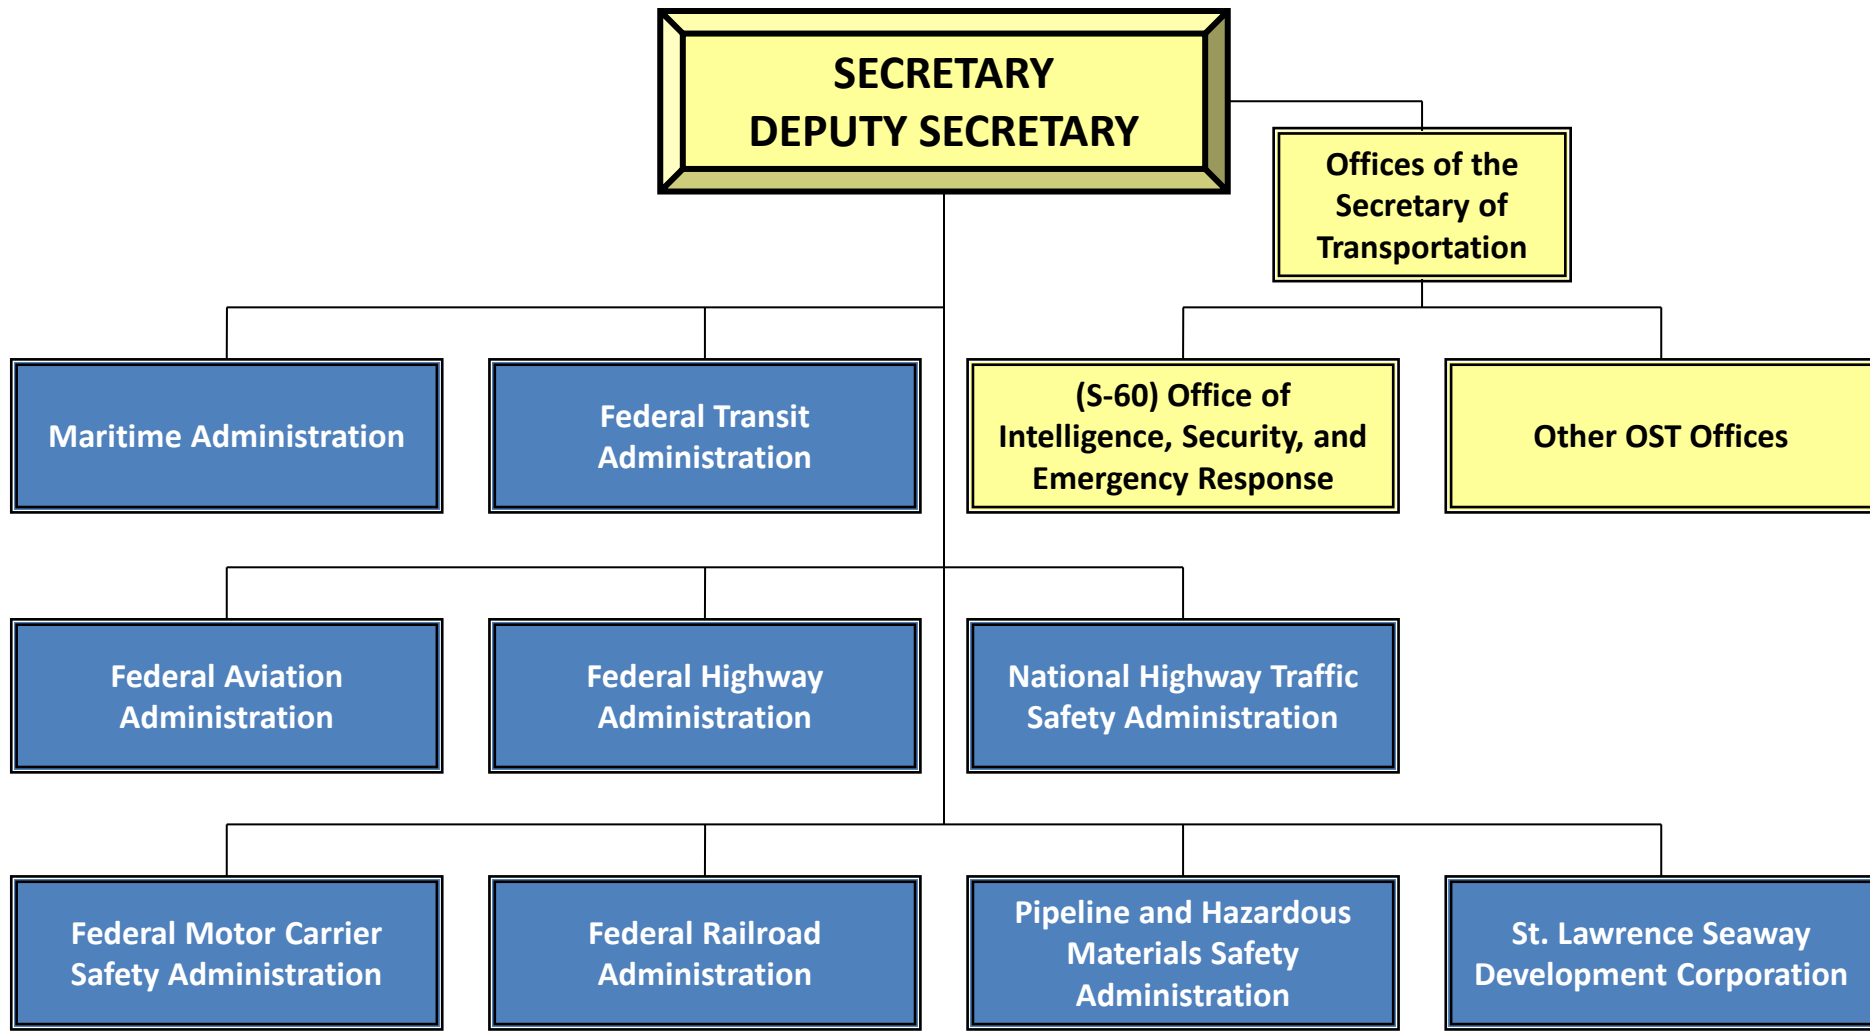 SECRETARY
DEPUTY SECRETARY
Offices of the
Secretary of
Transportation
Maritime Administration
Federal Transit
Administration
(S-60) Office of
Intelligence, Security, and
Emergency Response
Other OST Offices
Federal Aviation
Administration
Federal Highway
Administration
National Highway Traffic
Safety Administration
Federal Motor Carrier
Safety Administration
Federal Railroad
Administration
Pipeline and Hazardous
Materials Safety
Administration
St. Lawrence Seaway
Development Corporation